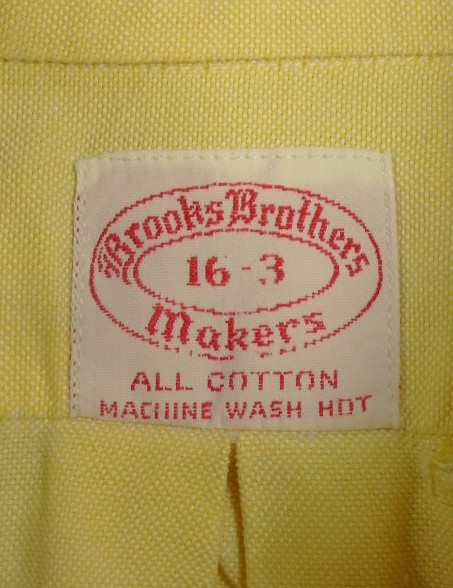 Brooks Brothers
16-3
Makers
ALL COTTON
MACHINE WASH HOT